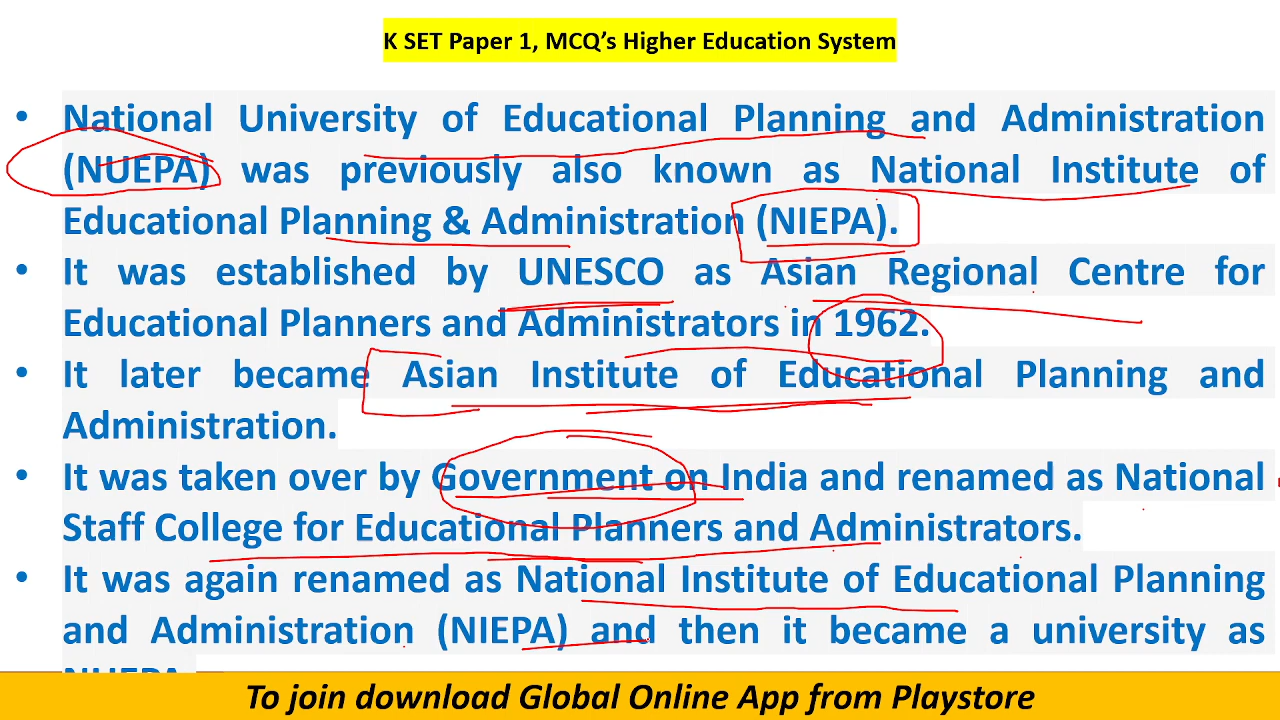 K SET Paper 1, MCQ's Higher Education System
• National University of Educational Planning and Administration
(NUEPA) was previously also known as National Institute of
Educational Planning & Administration (NIEPA).
• It was established by UNESCO as Asian Regional Centre for
Educational Planners and Administrators in 1962.
• It later became Asian Institute of Educational Planning and
Administration.
• It was taken over by Government on India and renamed as National
Staff College for Educational Planners and Administrators.
• It was again renamed as National Institute of Educational Planning
and Administration (NIEPA) and then it became a university as
To join download Global Online App from Playstore